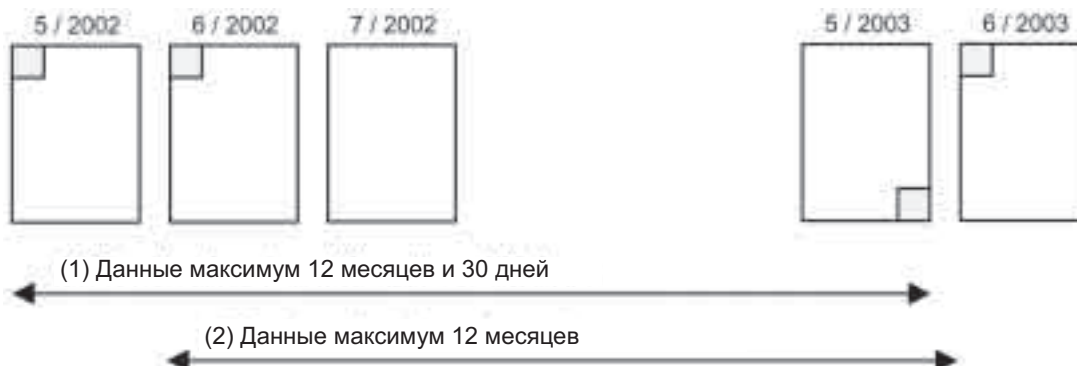 5 / 2002 6 / 2002 7 / 2002 5 / 2003 6 / 2003
(1) Данные максимум 12 месяцев и 30 дней
(2) Данные максимум 12 месяцев